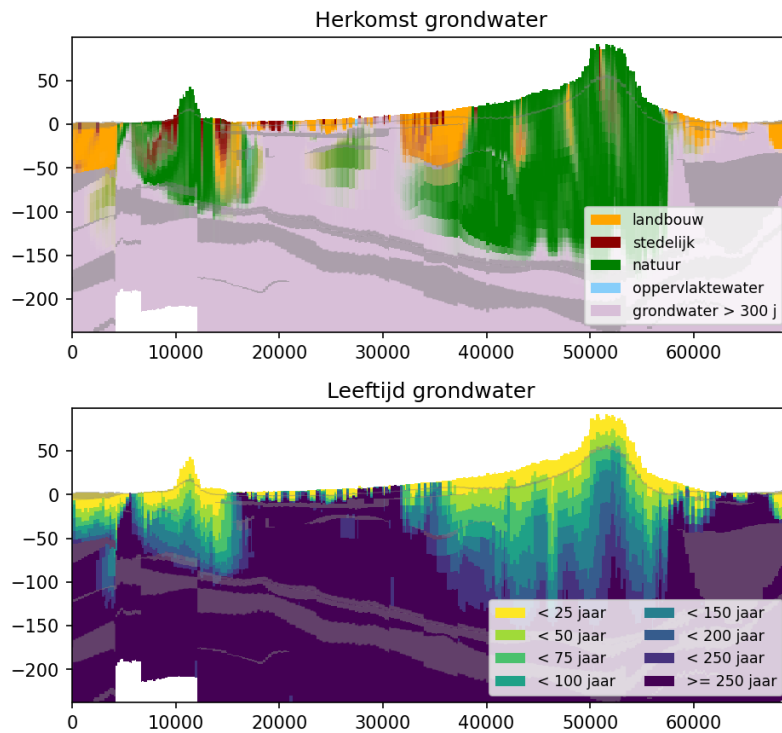 Herkomst grondwater
50
0
−50
−100
−150
−200
landbouw
stedelijk
natuur
oppervlaktewater
grondwater > 300 j
0 10000 20000 30000 40000 50000 60000
Leeftijd grondwater
50
0
−50
−100
−150
−200
< 25 jaar < 150 jaar
< 50 jaar < 200 jaar
< 75 jaar < 250 jaar
< 100 jaar >= 250 jaar
0 10000 20000 30000 40000 50000 60000